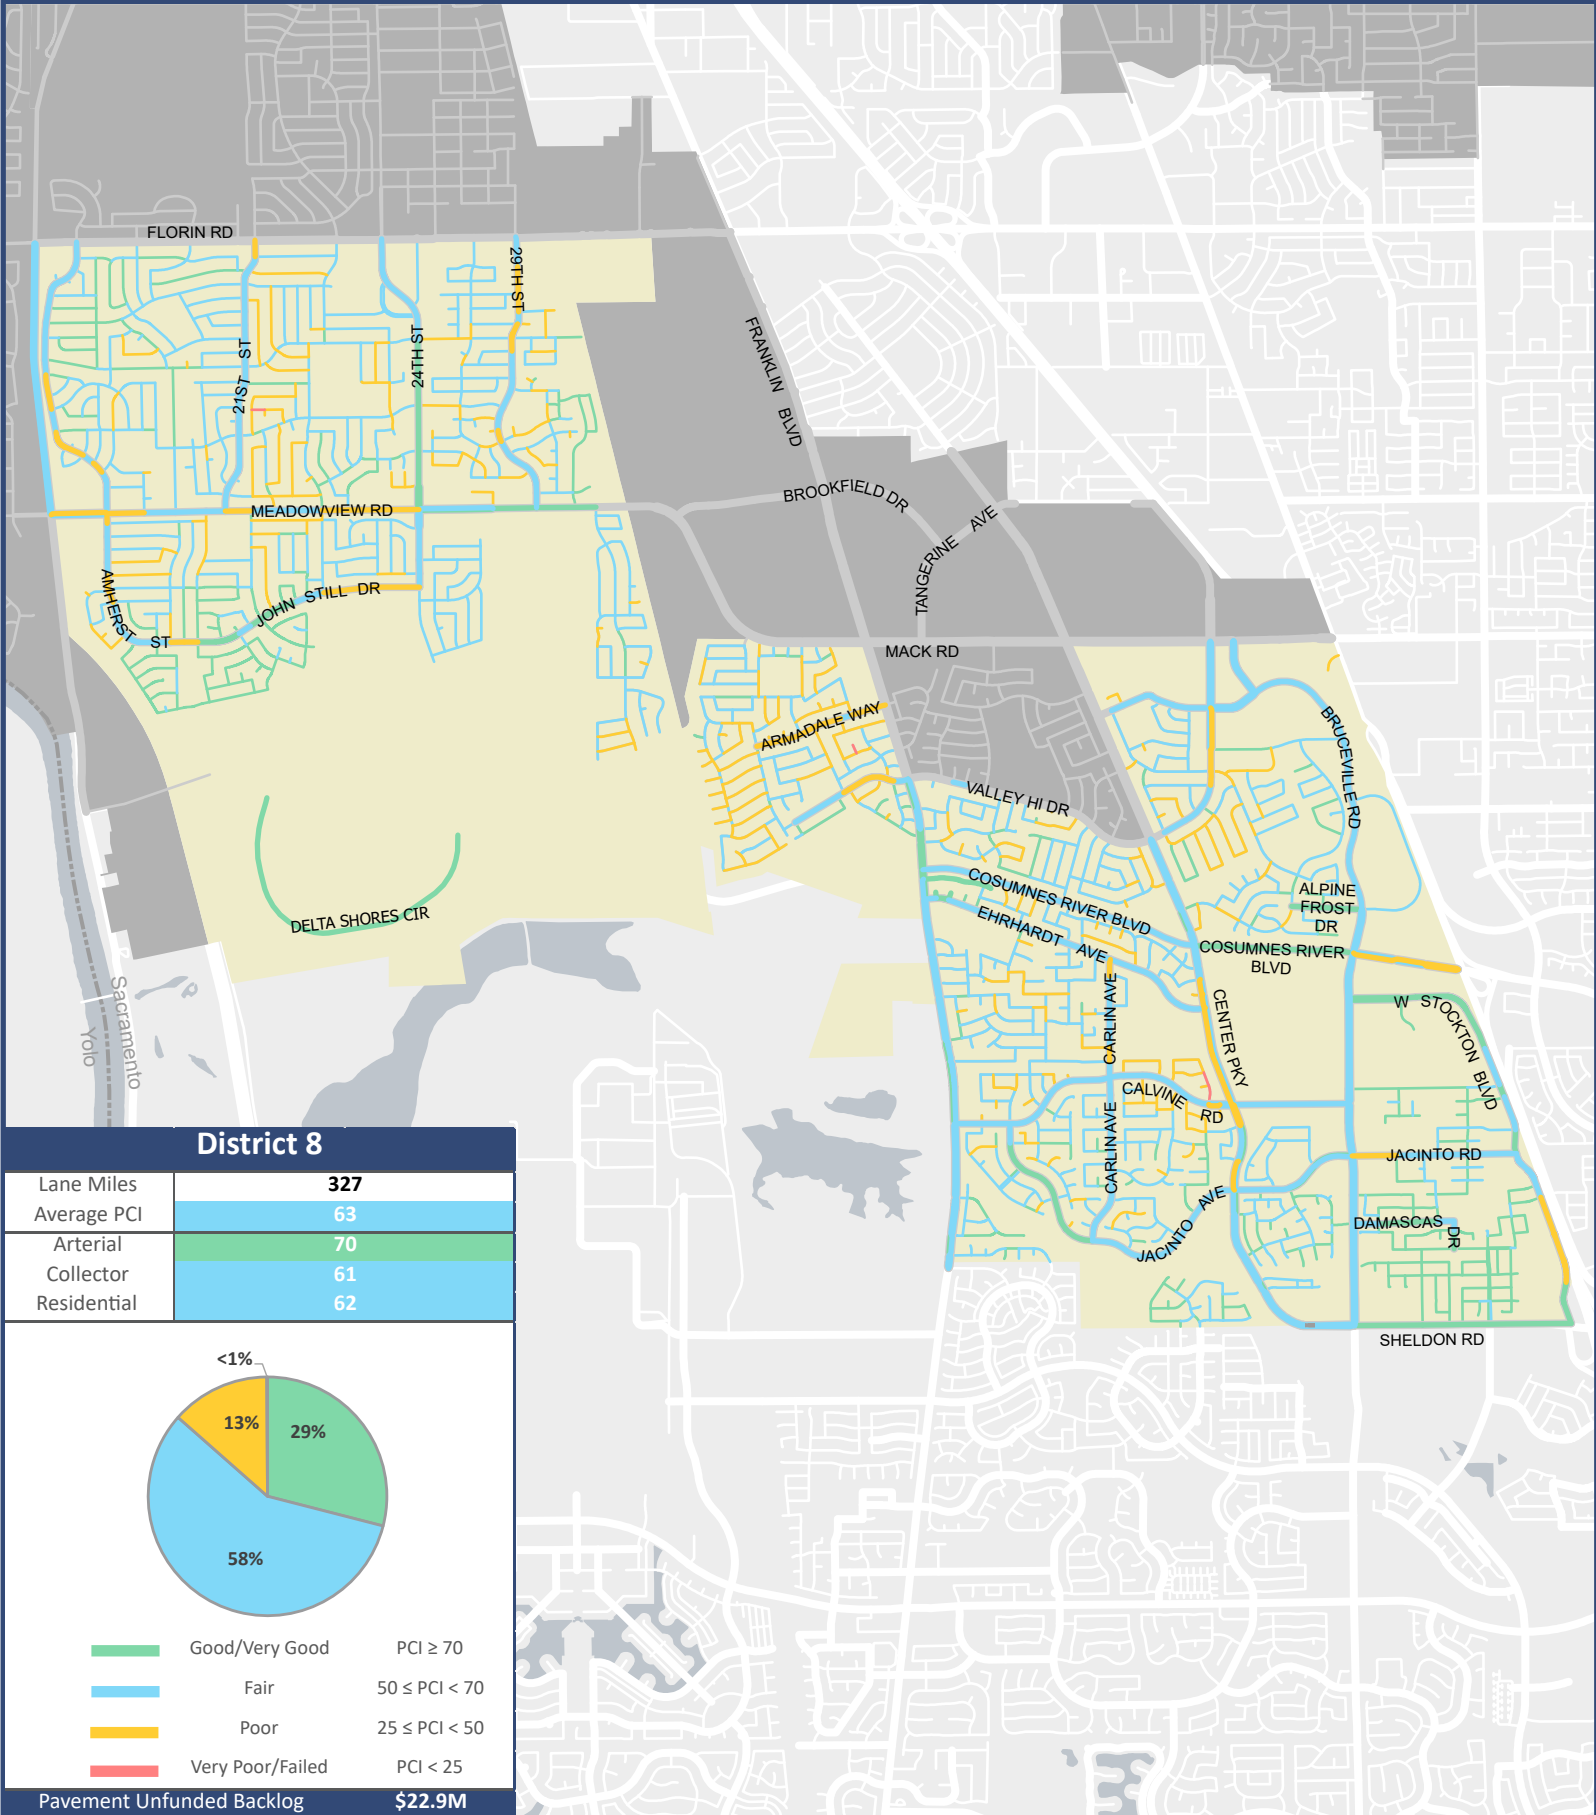 FLORIN RD
29TH ST
24TH ST
21ST ST
FRANKLIN BLVD
MEADOWVIEW RD
BROOKFIELD DR
TANGERINE AVE
AMHERST ST
JOHN STILL DR
MACK RD
ARMADALE WAY
BRUCEVILLE RD
VALLEY HI DR
DELTA SHORES CIR
COSUMNES RIVER BLVD
EHRHARDT AVE
ALPINE
FROST
DR
COSUMNES RIVER
BLVD
CARLIN AVE
CENTER PKY
W STOCKTON BLVD
Sacramento
Yolo
CALVINE RD
CARLIN AVE
JACINTO RD
JACINTO AVE
DAMASCAS DR
SHELDON RD
District 8
Lane Miles 327
Average PCI 63
Arterial 70
Collector 61
Residential 62
<1%
13%
29%
58%
Good/Very Good PCI ≥ 70
Fair 50 ≤ PCI < 70
Poor 25 ≤ PCI < 50
Very Poor/Failed PCI < 25
Pavement Unfunded Backlog $22.9M